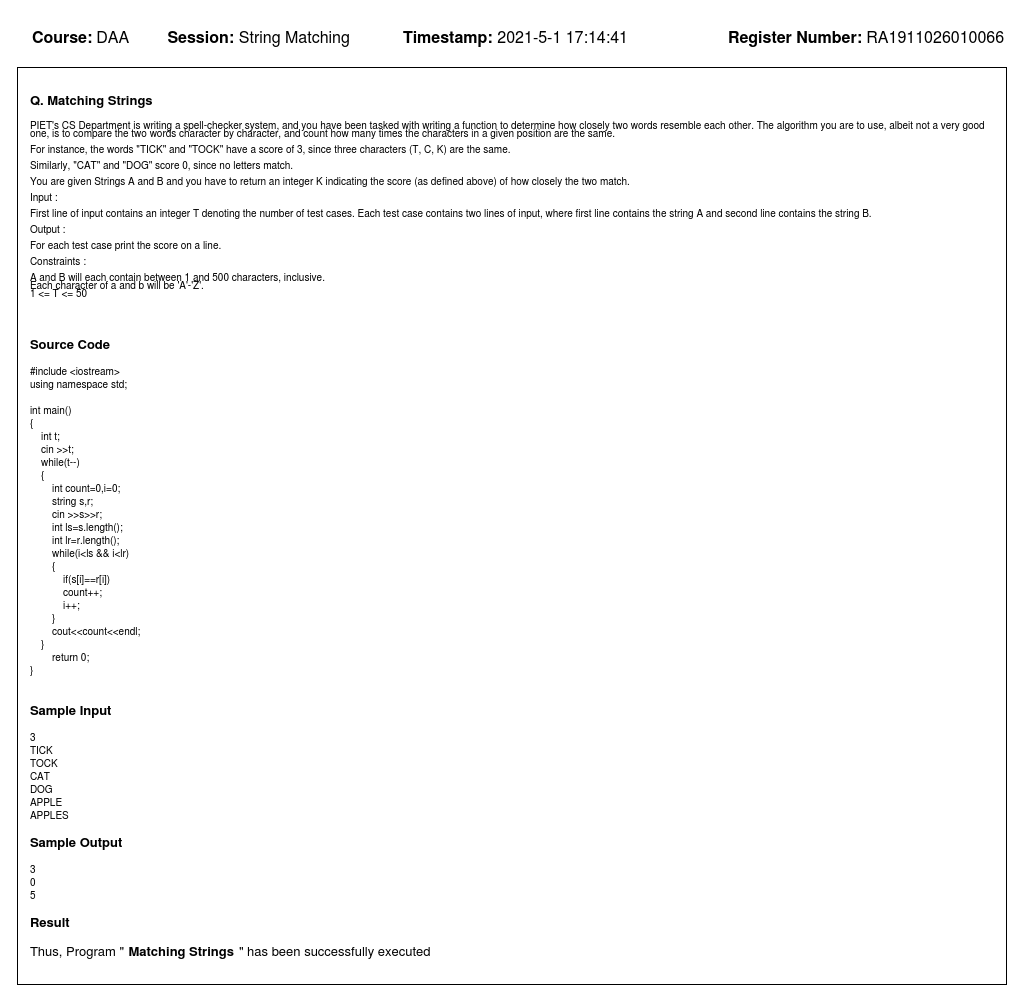 Course: DAA Session: String Matching Timestamp: 2021-5-1 17:14:41 Register Number: RA1911026010066
Q. Matching Strings
PIET's CS Department is writing a spell-checker system, and you have been tasked with writing a function to determine how closely two words resemble each other. The algorithm you are to use, albeit not a very good
one, is to compare the two words character by character, and count how many times the characters in a given position are the same.
For instance, the words "TICK" and "TOCK" have a score of 3, since three characters (T, C, K) are the same.
Similarly, "CAT" and "DOG" score 0, since no letters match.
You are given Strings A and B and you have to return an integer K indicating the score (as defined above) of how closely the two match.
Input :
First line of input contains an integer T denoting the number of test cases. Each test case contains two lines of input, where first line contains the string A and second line contains the string B.
Output :
For each test case print the score on a line.
Constraints :
A and B will each contain between 1 and 500 characters, inclusive.
Each character of a and b will be 'A'-'Z'.
1 <= T <= 50
Source Code
#include <iostream>
using namespace std;
int main()
{
int t;
cin >>t;
while(t--)
{
int count=0,i=0;
string s,r;
cin >>s>>r;
int ls=s.length();
int lr=r.length();
while(i<ls && i<lr)
{
if(s[i]==r[i])
count++;
i++;
}
cout<<count<<endl;
}
return 0;
}
Sample Input
3
TICK
TOCK
CAT
DOG
APPLE
APPLES
Sample Output
3
0
5
Result
Thus, Program " Matching Strings " has been successfully executed